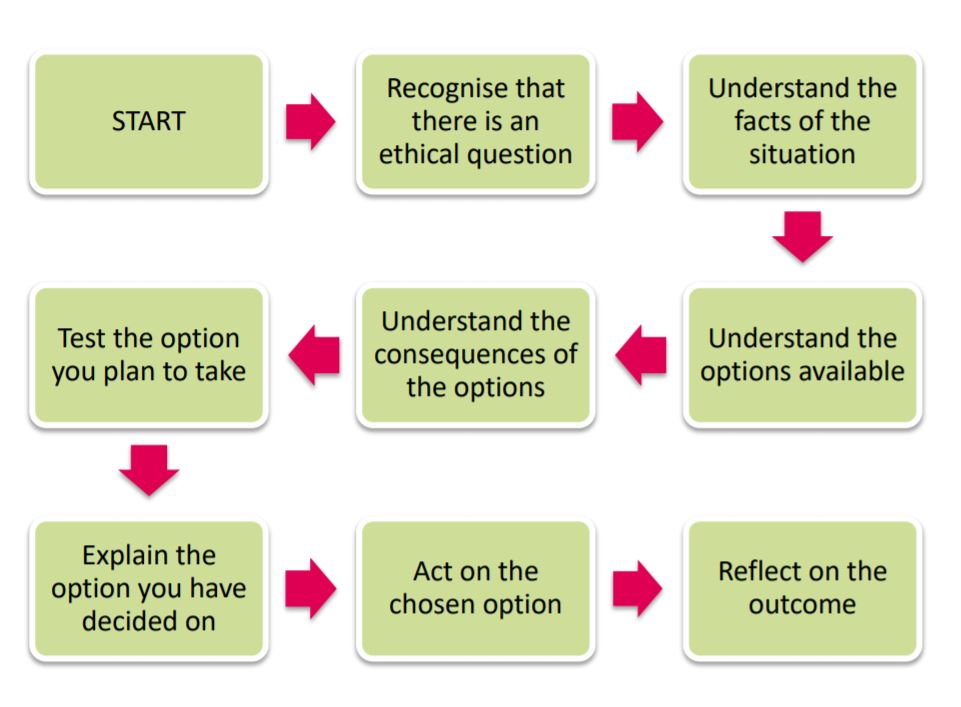 START
Recognise that
there is an
ethical question
Understand the
facts of the
situation
Understand the
options available
Understand the
consequences of
the options
Test the option
you plan to take
Explain the
option you have
decided on
Act on the
chosen option
Reflect on the
outcome